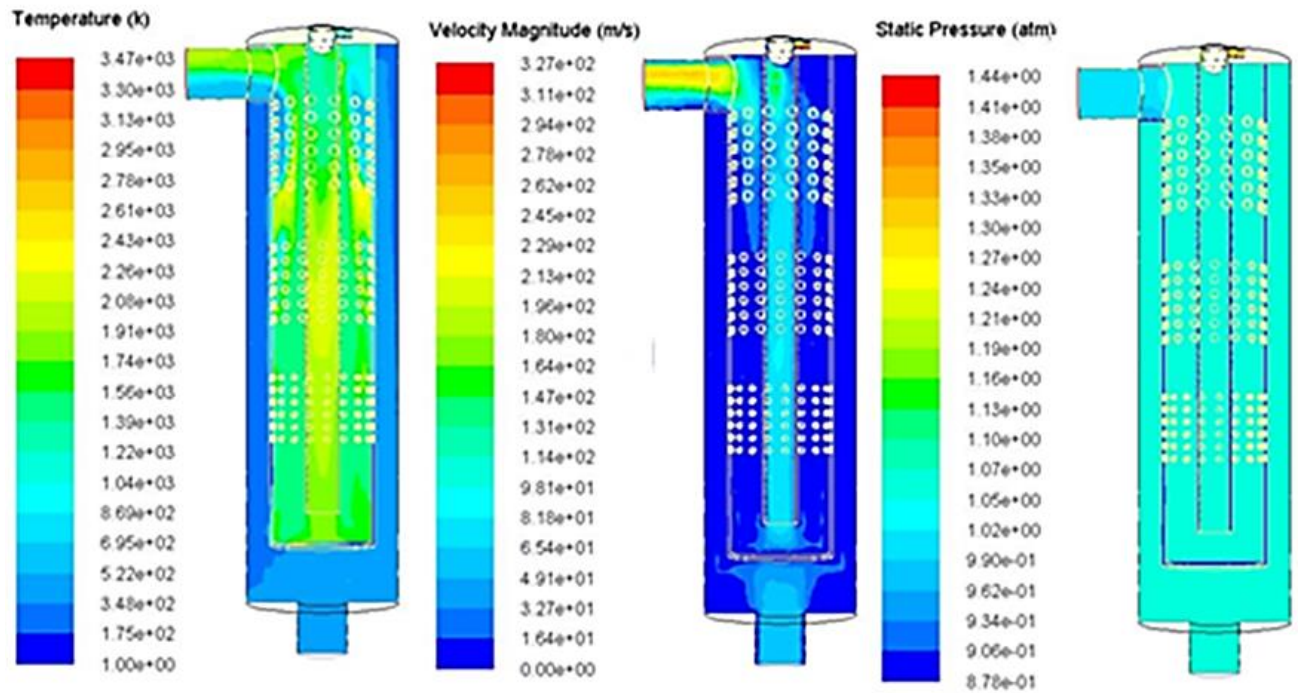 Temperature (k)
3.47e+03
3.30e+03
3.13e+03
2.95e+03
2.78e+03
2.61e+03
2.43e+03
2.26e+03
2.08e+03
1.91e+03
1.74e+03
1.56e+03
1.39e+03
1.22e+03
1.04e+03
8.69e+02
6.95e+02
5.22e+02
3.48e+02
1.75e+02
1.00e+00
Velocity Magnitude (m/s)
3.27e+02
3.11e+02
2.94e+02
2.78e+02
2.62e+02
2.45e+02
2.29e+02
2.13e+02
1.96e+02
1.80e+02
1.64e+02
1.47e+02
1.31e+02
1.14e+02
9.81e+01
8.18e+01
6.54e+01
4.91e+01
3.27e+01
1.64e+01
0.00e+00
Static Pressure (atm)
1.44e+00
1.41e+00
1.38e+00
1.35e+00
1.33e+00
1.30e+00
1.27e+00
1.24e+00
1.21e+00
1.19e+00
1.16e+00
1.13e+00
1.10e+00
1.07e+00
1.05e+00
1.02e+00
9.90e-01
9.62e-01
9.34e-01
9.06e-01
8.78e-01